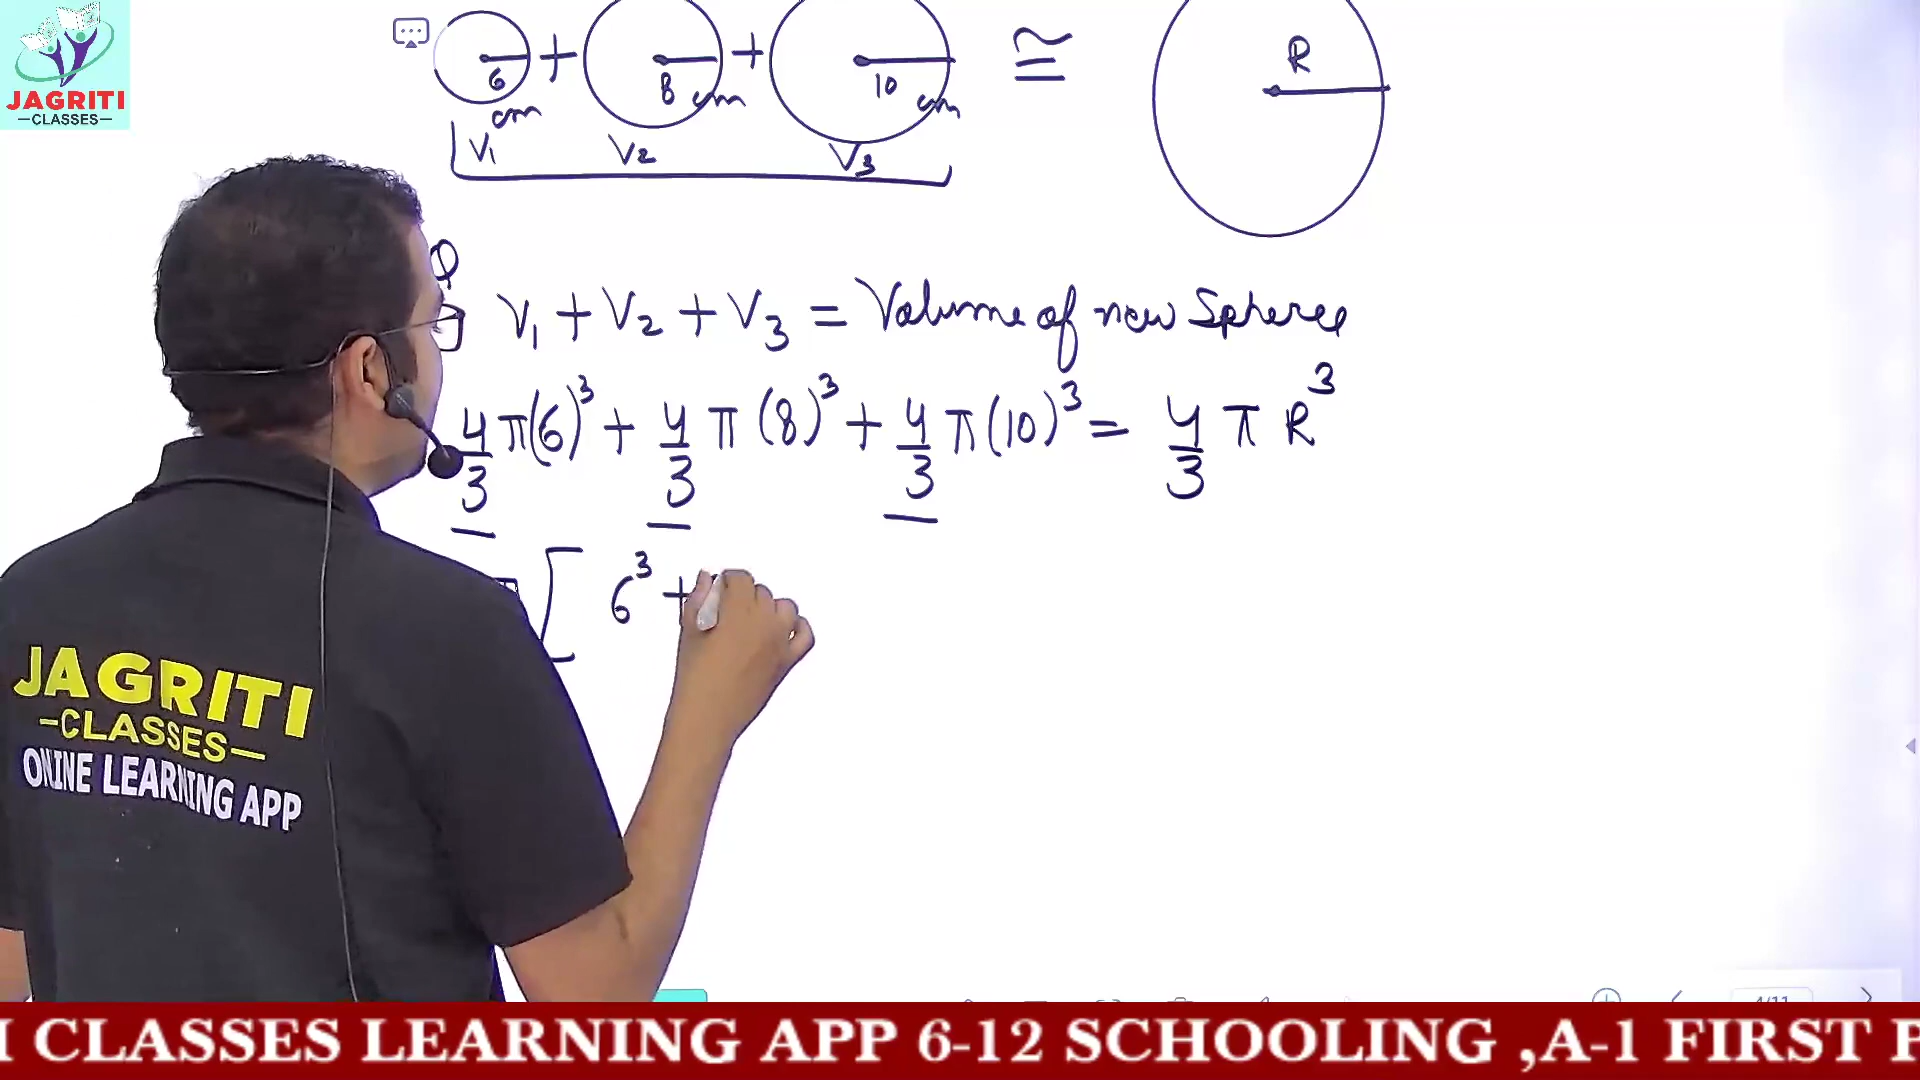 JAGRITI
—CLASSES—
6 cm + 8 cm + 10 cm ≅ R
V₁ V₂ V₃
V₁ + V₂ + V₃ = Volume of new Spheree
4/3 π(6)³ + 4/3 π (8)³ + 4/3 π (10)³ = 4/3 π R³
[ 6³ +
JAGRITI
—CLASSES—
ONLINE LEARNING APP
CLASSES LEARNING APP 6-12 SCHOOLING ,A-1 FIRST